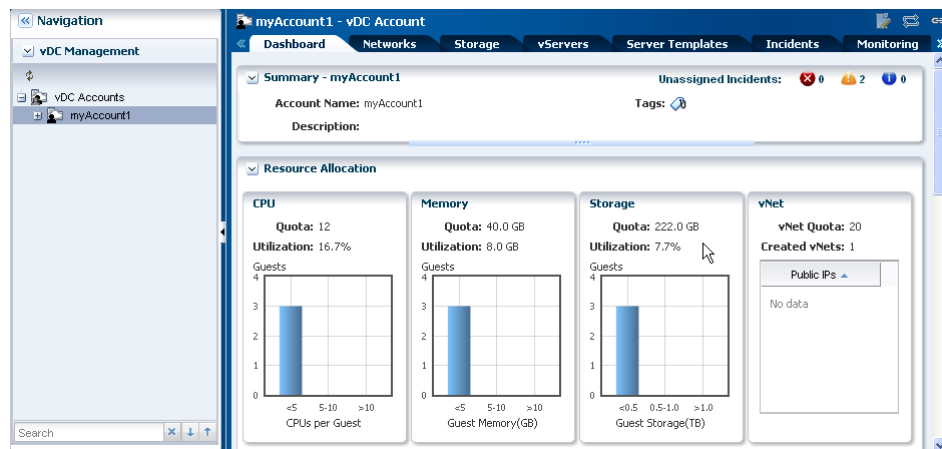 Navigation
vDC Management
vDC Accounts
myAccount1
Search
myAccount1 - vDC Account
Dashboard Networks Storage vServers Server Templates Incidents Monitoring
Summary - myAccount1
Unassigned Incidents: 0 2 0
Account Name: myAccount1
Tags:
Description:
Resource Allocation
CPU
Quota: 12
Utilization: 16.7%
Guests
4
3
2
1
0
<5 5-10 >10
CPUs per Guest
Memory
Quota: 40.0 GB
Utilization: 8.0 GB
Guests
4
3
2
1
0
<5 5-10 >10
Guest Memory(GB)
Storage
Quota: 222.0 GB
Utilization: 7.7%
Guests
4
3
2
1
0
<0.5 0.5-1.0 >1.0
Guest Storage(TB)
vNet
vNet Quota: 20
Created vNets: 1
Public IPs
No data